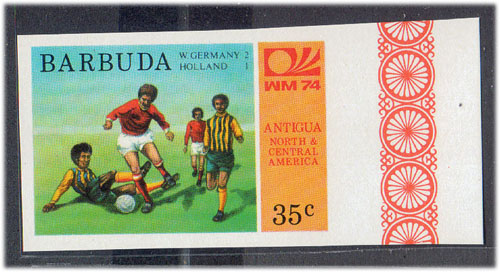 BARBUDA
W. GERMANY 2
HOLLAND 1
WM 74
ANTIGUA
NORTH &
CENTRAL
AMERICA
35c